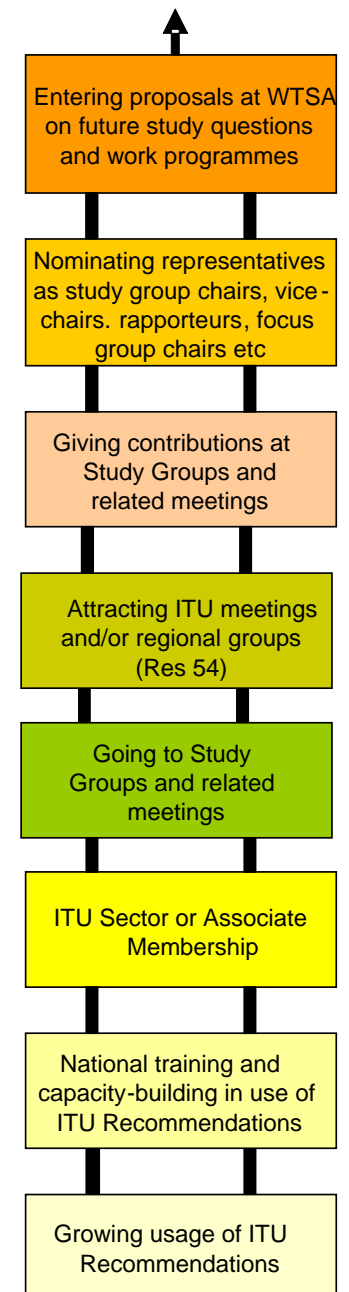 Entering proposals at WTSA
on future study questions
and work programmes
Nominating representatives
as study group chairs, vice-
chairs. rapporteurs, focus
group chairs etc
Giving contributions at
Study Groups and
related meetings
Attracting ITU meetings
and/or regional groups
(Res 54)
Going to Study
Groups and related
meetings
ITU Sector or Associate
Membership
National training and
capacity-building in use of
ITU Recommendations
Growing usage of ITU
Recommendations